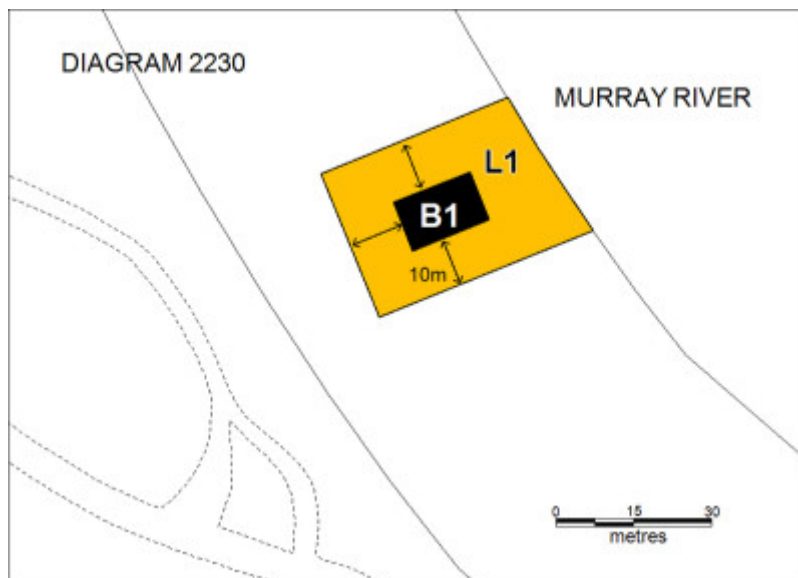 DIAGRAM 2230
MURRAY RIVER
L1
B1
10m
0 15 30
metres